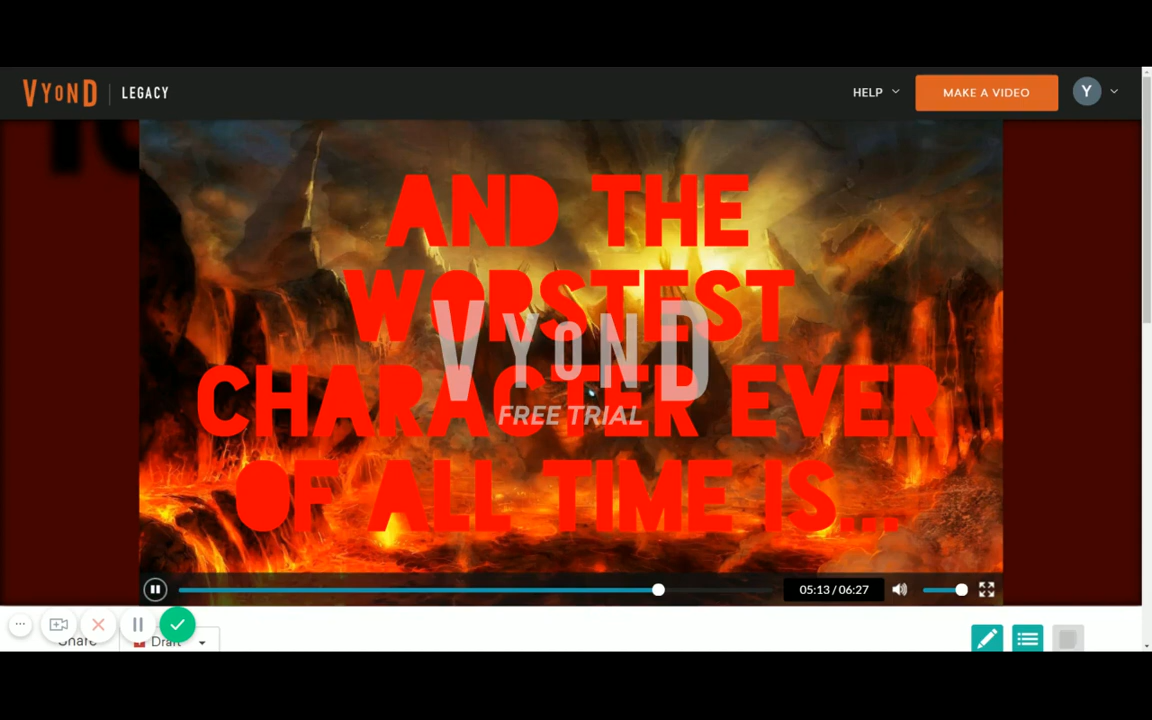 VYOND | LEGACY
HELP
MAKE A VIDEO
Y
AND THE
WORSTEST
CHARACTER EVER
OF ALL TIME IS...
VYOND
FREE TRIAL
05:13 / 06:27
Share
Draft